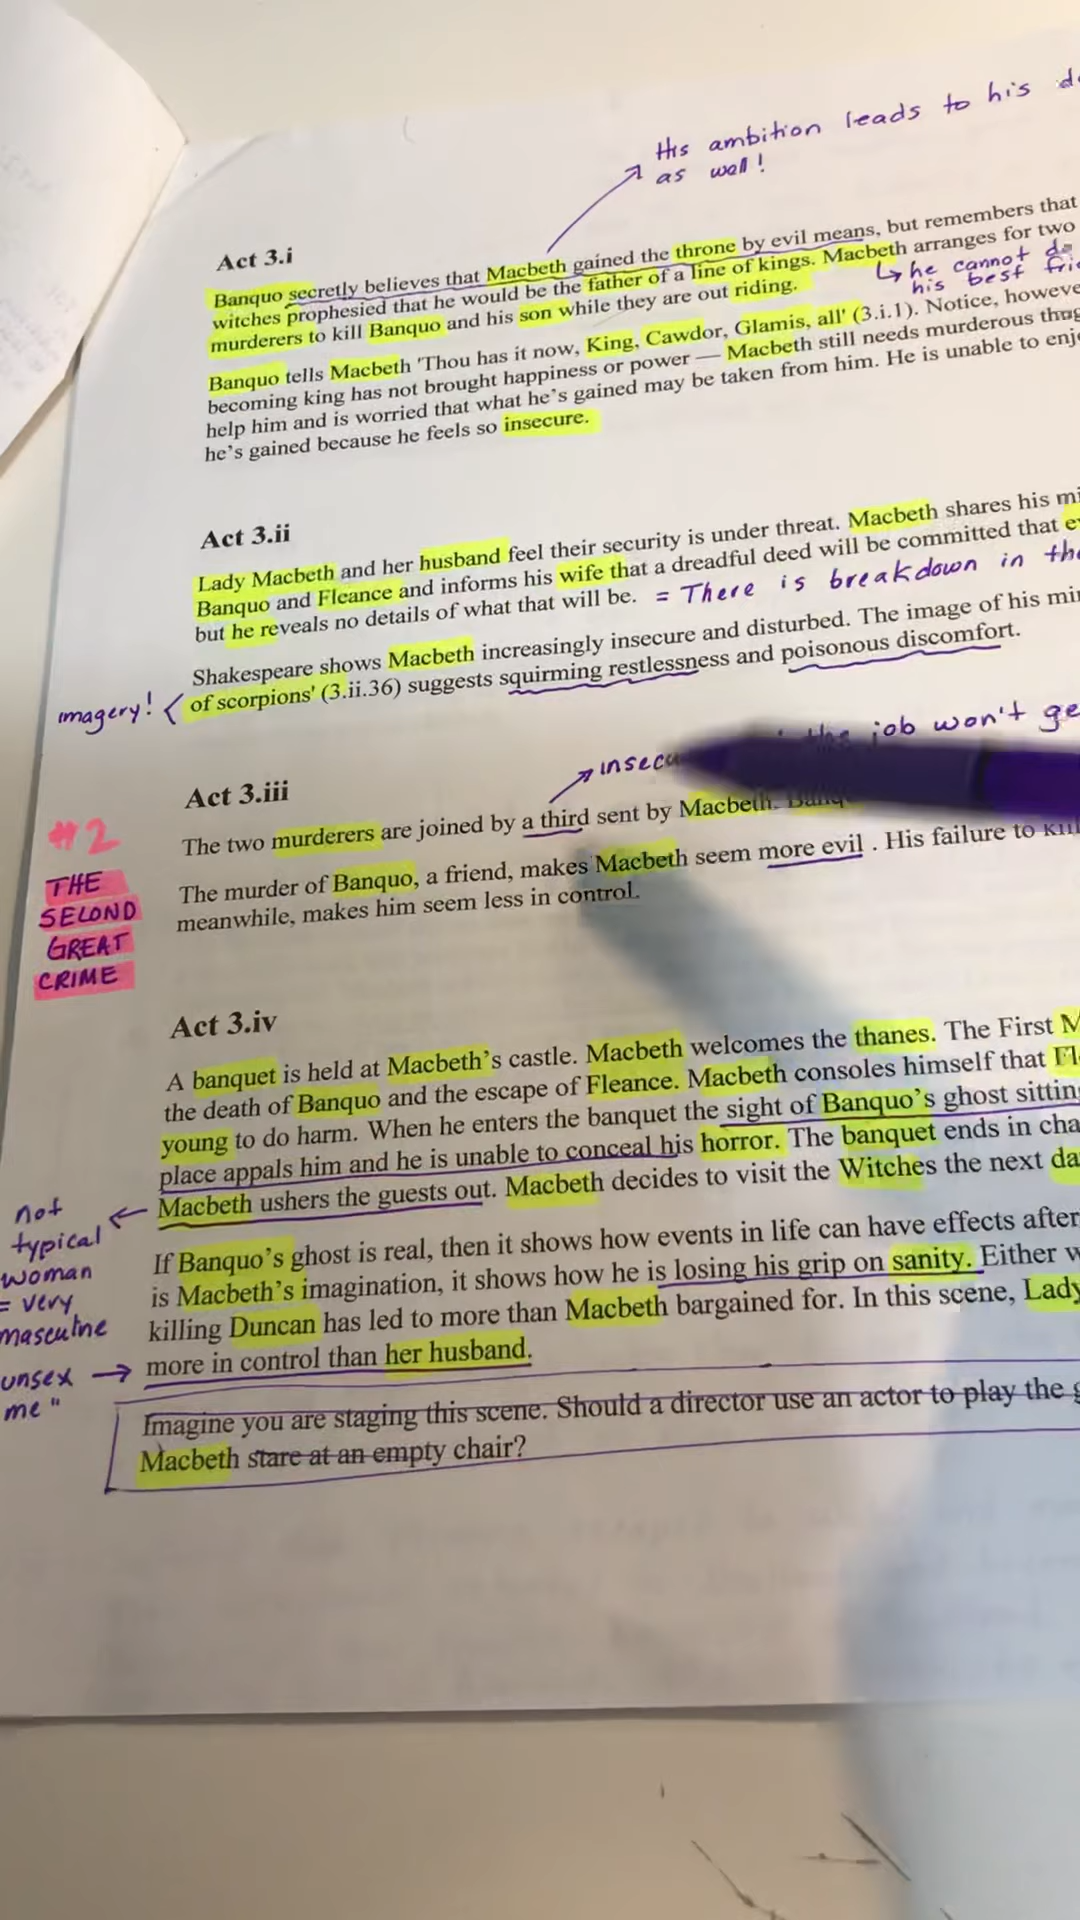 His ambition leads to his
as well!
Act 3.i
Banquo secretly believes that Macbeth gained the throne by evil means, but remembers that
witches prophesied that he would be the father of a line of kings. Macbeth arranges for two
murderers to kill Banquo and his son while they are out riding.
↳ he cannot do
his best
Banquo tells Macbeth 'Thou has it now, King, Cawdor, Glamis, all' (3.i.1). Notice, howeve
becoming king has not brought happiness or power — Macbeth still needs murderous thug
help him and is worried that what he's gained may be taken from him. He is unable to enj
he's gained because he feels so insecure.
Act 3.ii
Lady Macbeth and her husband feel their security is under threat. Macbeth shares his mi
Banquo and Fleance and informs his wife that a dreadful deed will be committed that e
but he reveals no details of what that will be. = There is breakdown in the
Shakespeare shows Macbeth increasingly insecure and disturbed. The image of his mi
imagery! of scorpions' (3.ii.36) suggests squirming restlessness and poisonous discomfort.
insecu the job won't ge
Act 3.iii
#2
THE
SELOND
GREAT
CRIME
The two murderers are joined by a third sent by Macbeth. Banq
The murder of Banquo, a friend, makes Macbeth seem more evil . His failure to kill
meanwhile, makes him seem less in control.
Act 3.iv
A banquet is held at Macbeth's castle. Macbeth welcomes the thanes. The First M
the death of Banquo and the escape of Fleance. Macbeth consoles himself that Fl
young to do harm. When he enters the banquet the sight of Banquo's ghost sittin
place appals him and he is unable to conceal his horror. The banquet ends in cha
Macbeth ushers the guests out. Macbeth decides to visit the Witches the next da
not
typical
woman
= very
masculne
If Banquo's ghost is real, then it shows how events in life can have effects after
is Macbeth's imagination, it shows how he is losing his grip on sanity. Either w
killing Duncan has led to more than Macbeth bargained for. In this scene, Lady
more in control than her husband.
unsex
me"
Imagine you are staging this scene. Should a director use an actor to play the g
Macbeth stare at an empty chair?